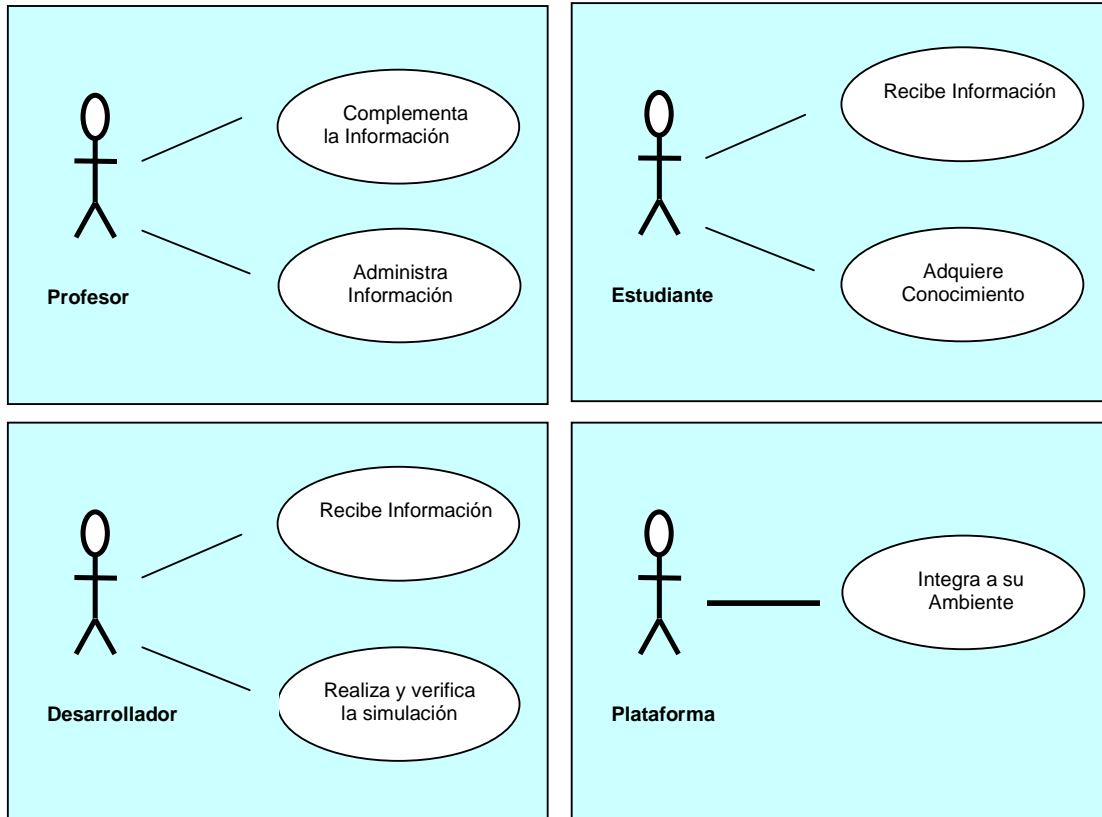 Complementa
la Información
Administra
Información
Profesor
Recibe Información
Adquiere
Conocimiento
Estudiante
Recibe Información
Realiza y verifica
la simulación
Desarrollador
Integra a su
Ambiente
Plataforma